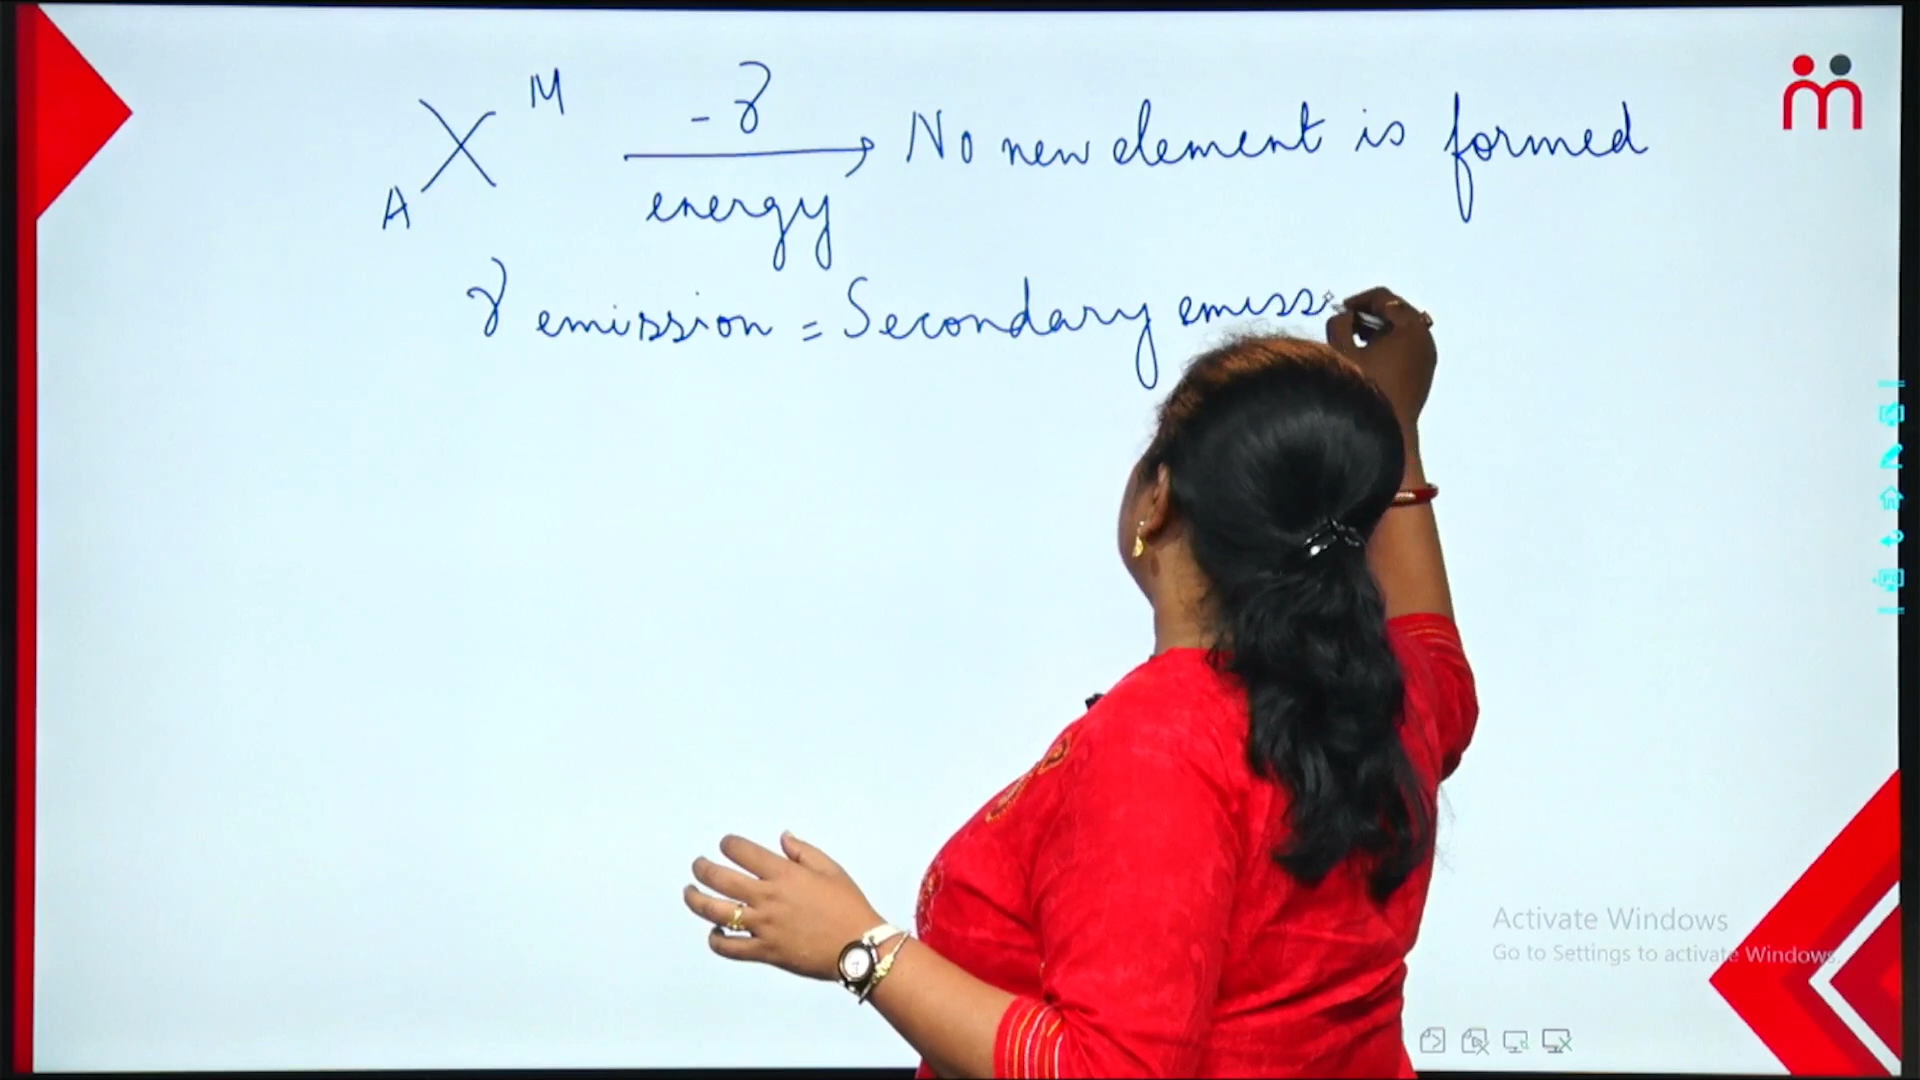 A X M - γ → No new element is formed
energy
γ emission = Secondary emiss
Activate Windows
Go to Settings to activate Windows.